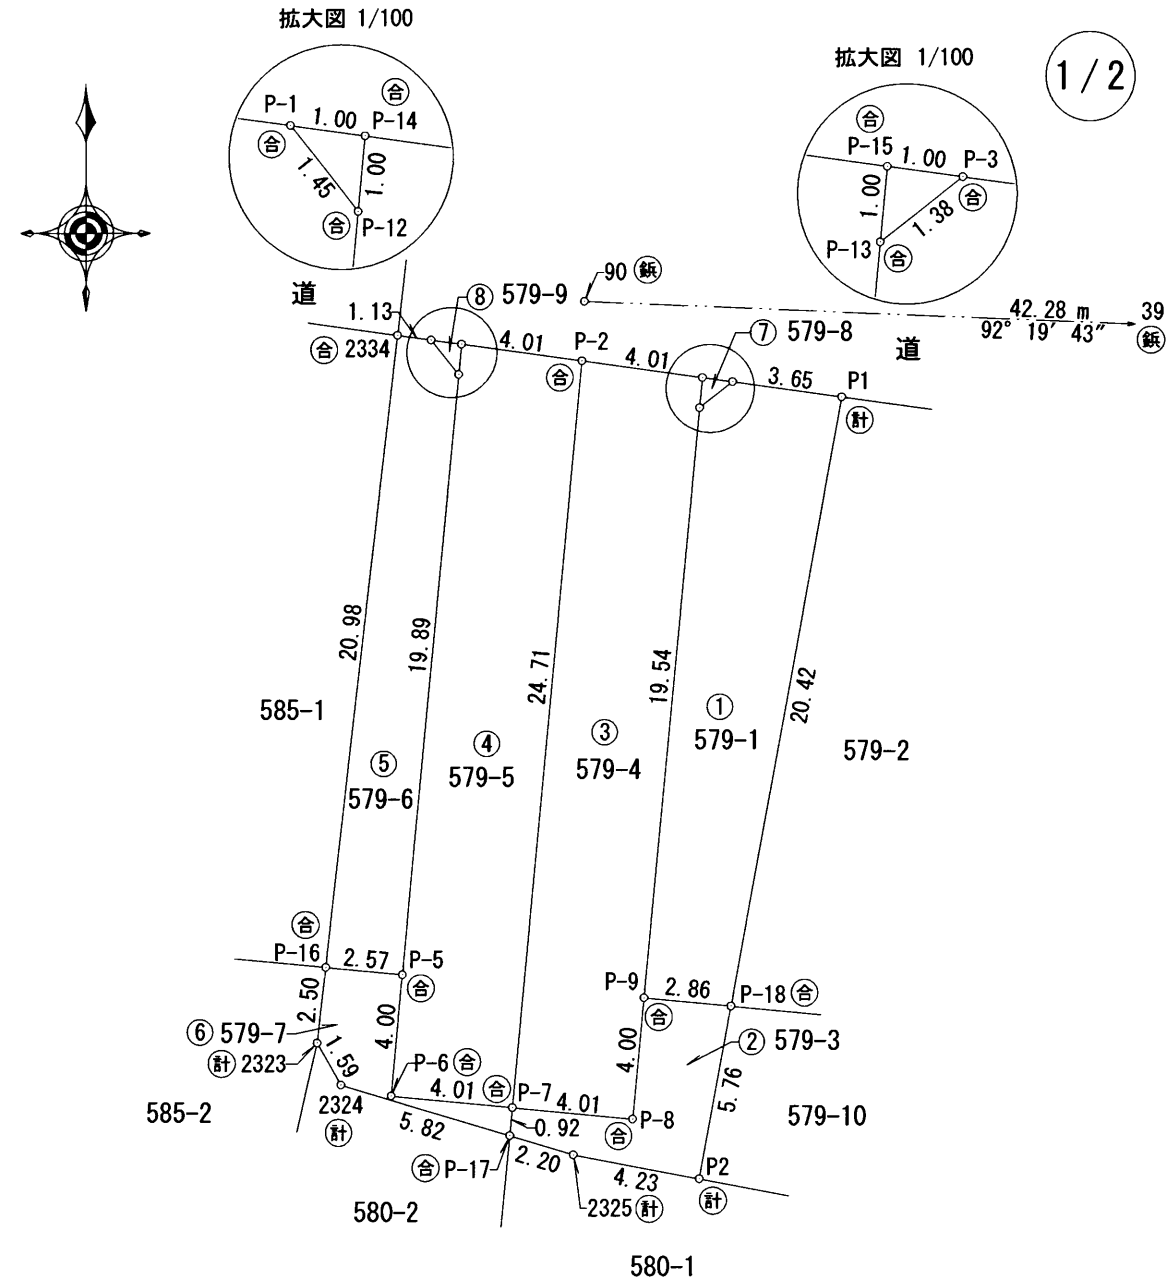 拡大図 1/100
合
P-1
1.00
P-14
合
1.45
1.00
合
P-12
拡大図 1/100
合
P-15
1.00
P-3
合
1.00
1.38
P-13
合
1/2
道
1.13
⑧ 579-9
90 鋲
42.28 m
92° 19′ 43″
39
鋲
合 2334
4.01
P-2
合
4.01
⑦ 579-8
道
3.65
P1
計
20.98
19.89
24.71
19.54
20.42
585-1
⑤
579-6
④
579-5
③
579-4
①
579-1
579-2
合
P-16
2.57
P-5
合
P-9
合
2.86
P-18 合
2.50
4.00
4.00
⑥ 579-7
計 2323
1.59
2324
計
P-6 合
4.01
合
P-7
4.01
P-8
合
② 579-3
5.76
579-10
585-2
5.82
0.92
合 P-17
2.20
4.23
P2
計
2325 計
580-2
580-1